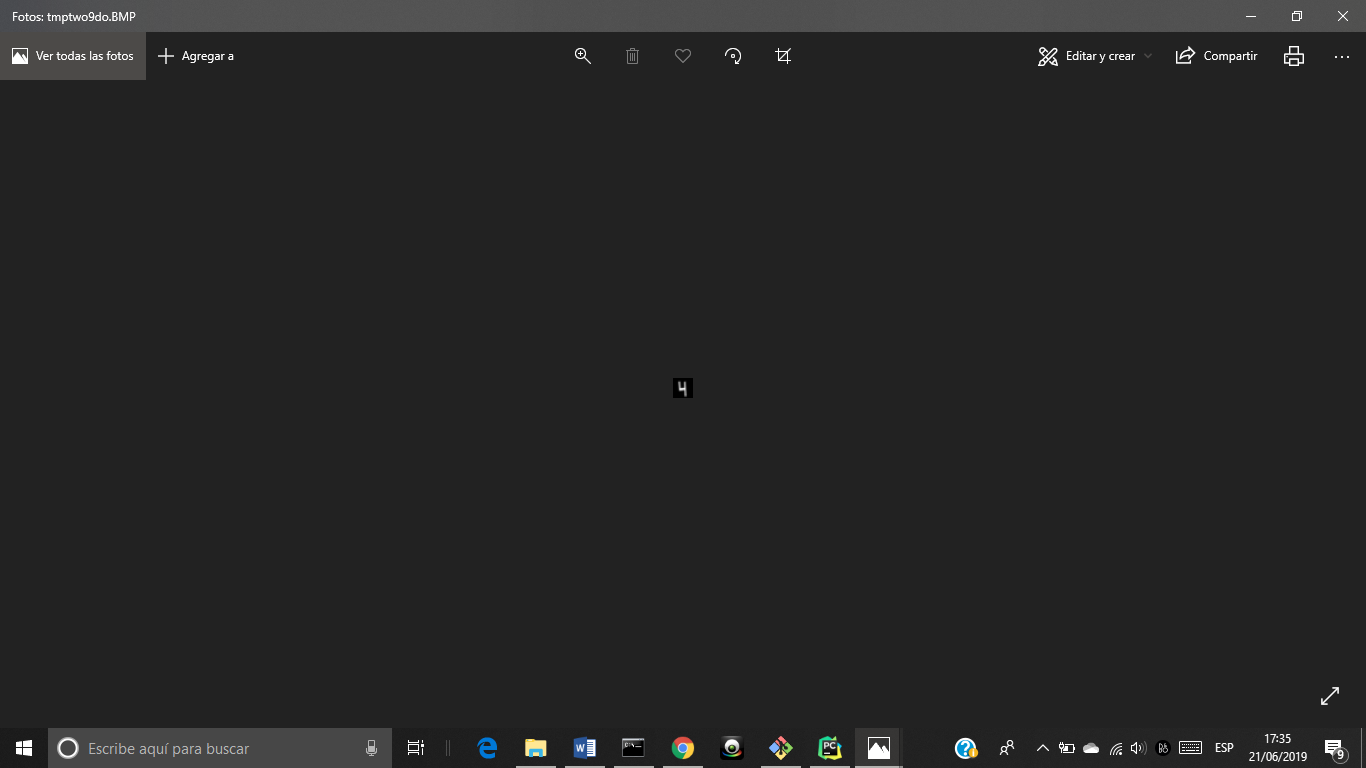 Fotos: tmptwo9do.BMP
Ver todas las fotos
Agregar a
Editar y crear
Compartir
4
Escribe aquí para buscar
C:\_
PC
ESP
17:35
21/06/2019
9